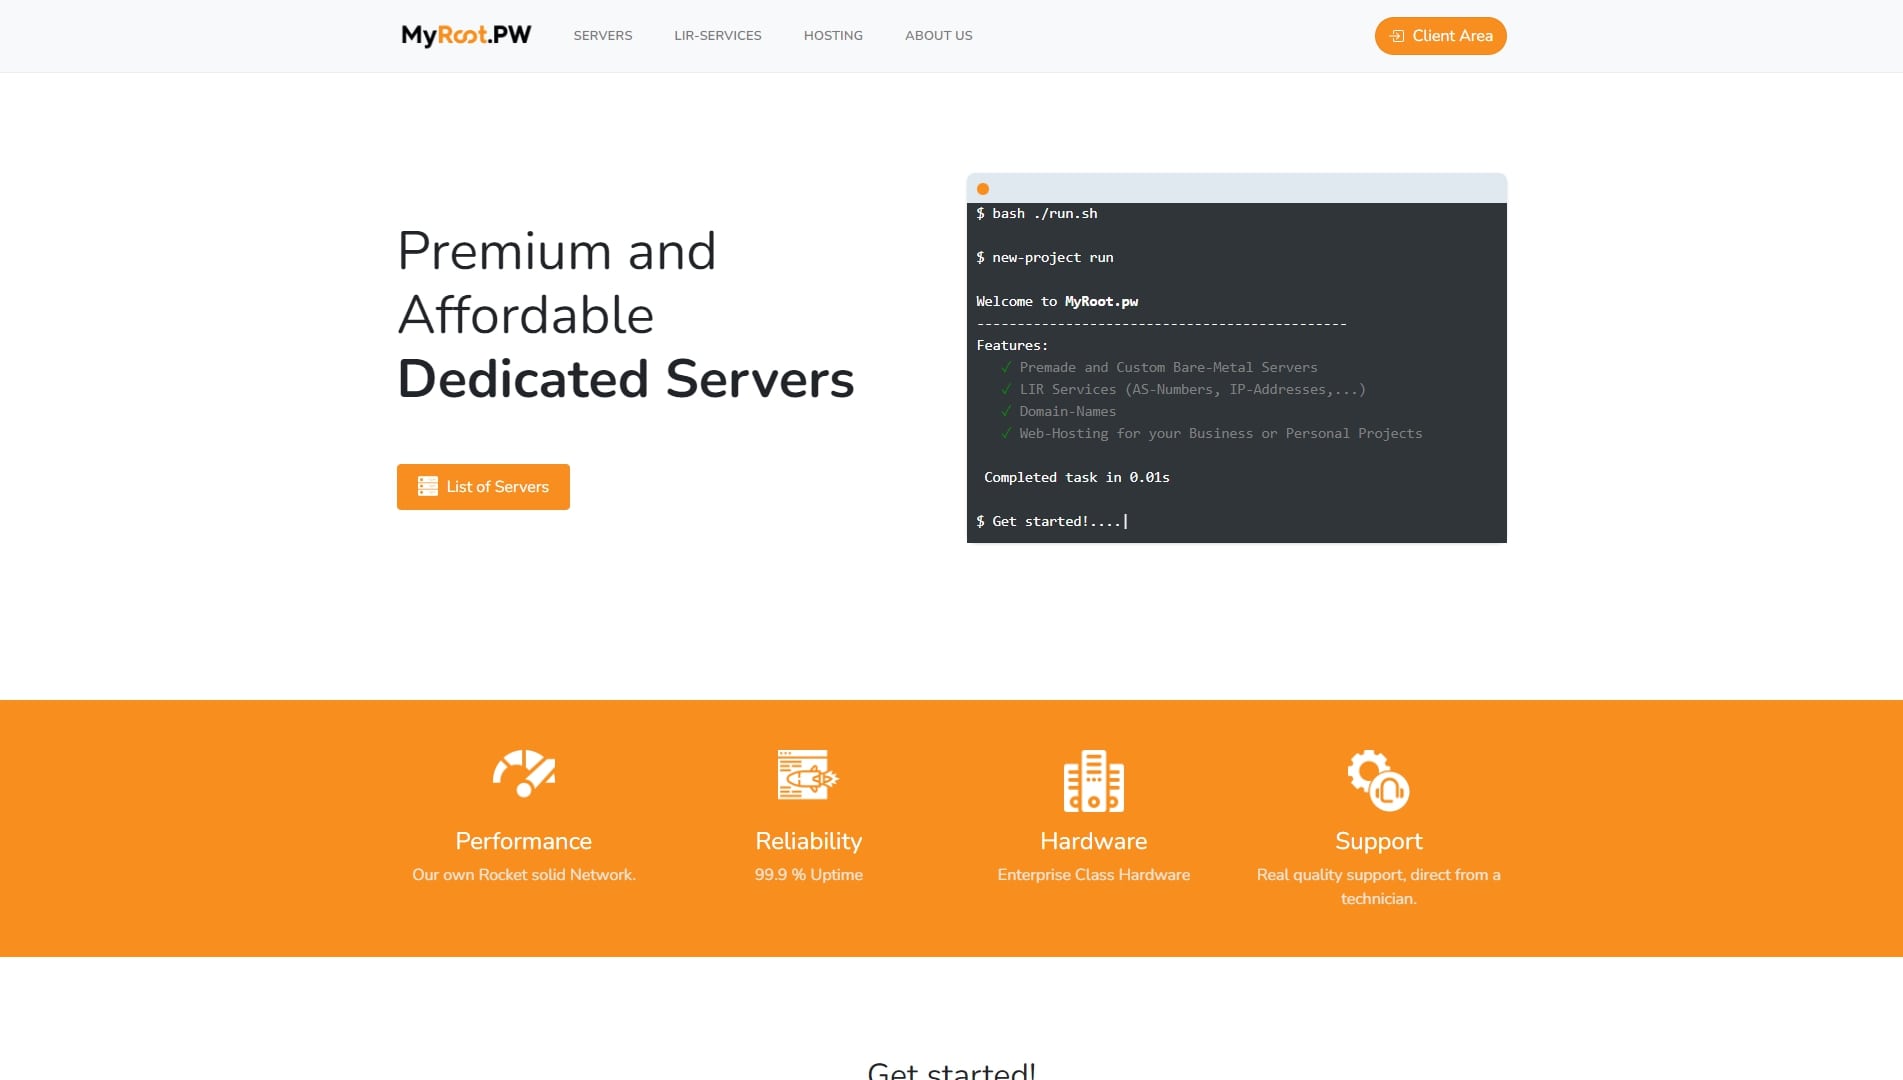 MyRoot.PW
SERVERS
LIR-SERVICES
HOSTING
ABOUT US
Client Area
Premium and
Affordable
Dedicated Servers
List of Servers
$ bash ./run.sh
$ new-project run
Welcome to MyRoot.pw
----------------------------------------------
Features:
✓ Premade and Custom Bare-Metal Servers
✓ LIR Services (AS-Numbers, IP-Addresses,...)
✓ Domain-Names
✓ Web-Hosting for your Business or Personal Projects
Completed task in 0.01s
$ Get started!....|
Performance
Our own Rocket solid Network.
Reliability
99.9 % Uptime
Hardware
Enterprise Class Hardware
Support
Real quality support, direct from a
technician.
Get started!